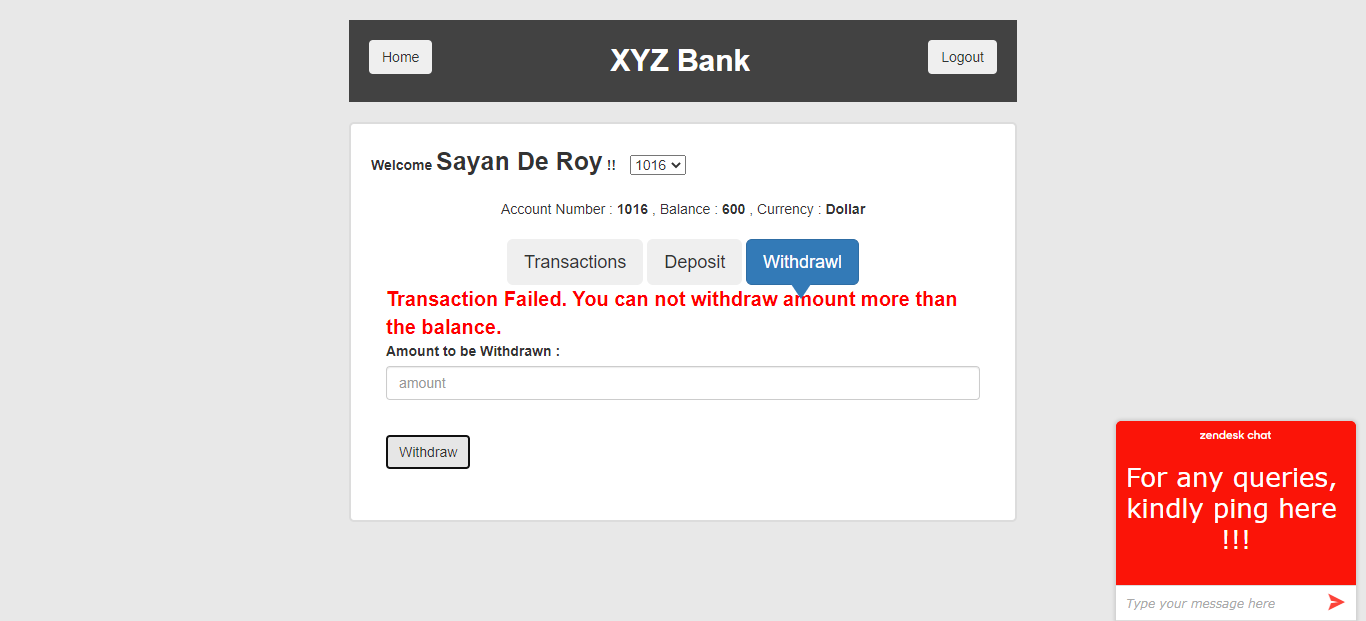 Home
XYZ Bank
Logout
Welcome Sayan De Roy !! 1016
Account Number : 1016 , Balance : 600 , Currency : Dollar
Transactions
Deposit
Withdrawl
Transaction Failed. You can not withdraw amount more than
the balance.
Amount to be Withdrawn :
amount
Withdraw
zendesk chat
For any queries,
kindly ping here
!!!
Type your message here